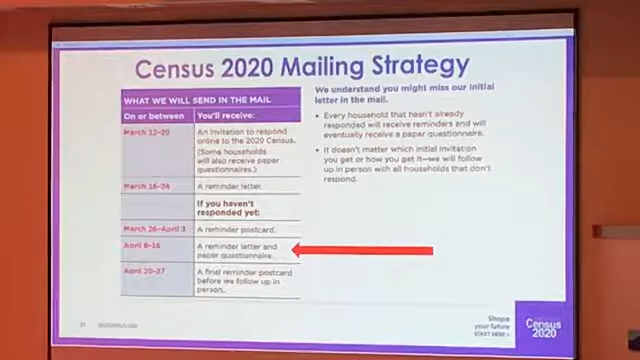 Census 2020 Mailing Strategy
WHAT WE WILL SEND IN THE MAIL
On or between You'll receive:
March 12-20 An invitation to respond
online to the 2020 Census.
(Some households
will also receive paper
questionnaires.)
March 16-24 A reminder letter.
If you haven't
responded yet:
March 26-April 3 A reminder postcard.
April 8-16 A reminder letter and
paper questionnaire.
April 20-27 A final reminder postcard
before we follow up in
person.
We understand you might miss our initial
letter in the mail.
• Every household that hasn't already
responded will receive reminders and will
eventually receive a paper questionnaire.
• It doesn't matter which initial invitation
you get or how you get it—we will follow
up in person with all households that don't
respond.
Shape
your future
START HERE >
Census
2020